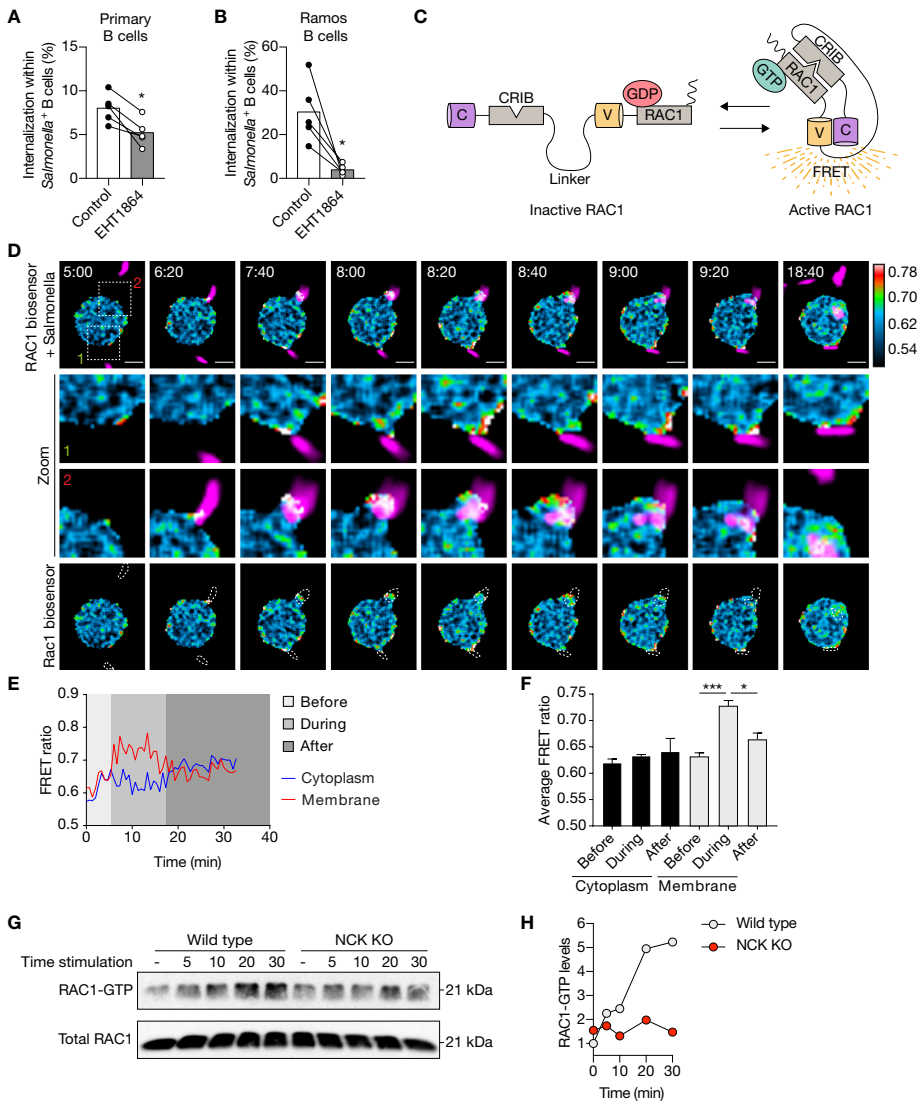 A
Primary
B cells
Internalization within
Salmonella+ B cells (%)
15
10
5
0
*
Control
EHT1864
B
Ramos
B cells
Internalization within
Salmonella+ B cells (%)
60
40
20
0
*
Control
EHT1864
C
C
CRIB
Linker
V
GDP
RAC1
Inactive RAC1
GTP
RAC1
CRIB
V
C
FRET
Active RAC1
D
RAC1 biosensor
+ Salmonella
5:00
6:20
7:40
8:00
8:20
8:40
9:00
9:20
18:40
2
1
0.78
0.70
0.62
0.54
Zoom
1
2
Rac1 biosensor
E
FRET ratio
0.9
0.8
0.7
0.6
0.5
0
10
20
30
40
Time (min)
Before
During
After
Cytoplasm
Membrane
F
Average FRET ratio
0.75
0.70
0.65
0.60
0.55
0.50
***
*
Before
During
After
Before
During
After
Cytoplasm
Membrane
G
Wild type
NCK KO
Time stimulation - 5 10 20 30 - 5 10 20 30
RAC1-GTP
21 kDa
Total RAC1
21 kDa
H
RAC1-GTP levels
6
5
4
3
2
1
0
10
20
30
Time (min)
Wild type
NCK KO